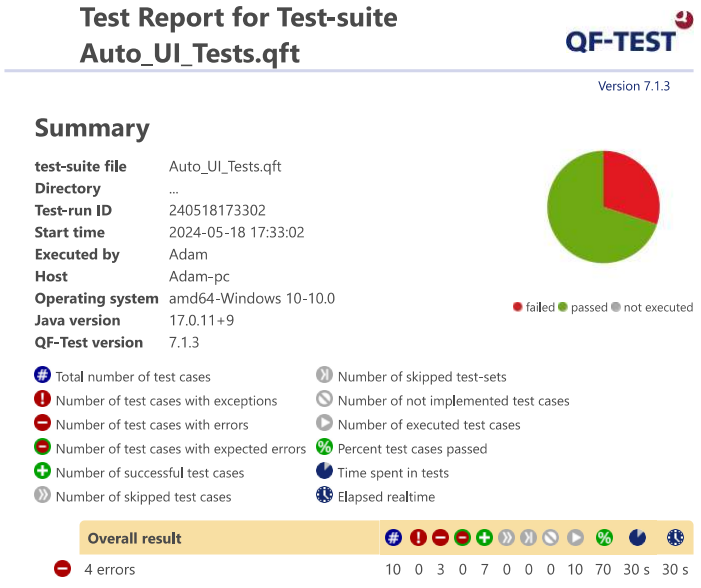 Test Report for Test-suite
Auto_UI_Tests.qft
QF-TEST
Version 7.1.3
Summary
test-suite file Auto_UI_Tests.qft
Directory ...
Test-run ID 240518173302
Start time 2024-05-18 17:33:02
Executed by Adam
Host Adam-pc
Operating system amd64-Windows 10-10.0
Java version 17.0.11+9
QF-Test version 7.1.3
failed passed not executed
# Total number of test cases
! Number of test cases with exceptions
Number of test cases with errors
Number of test cases with expected errors
Number of successful test cases
Number of skipped test cases
Number of skipped test-sets
Number of not implemented test cases
Number of executed test cases
% Percent test cases passed
Time spent in tests
Elapsed realtime
Overall result # ! %
4 errors 10 0 3 0 7 0 0 0 10 70 30 s 30 s